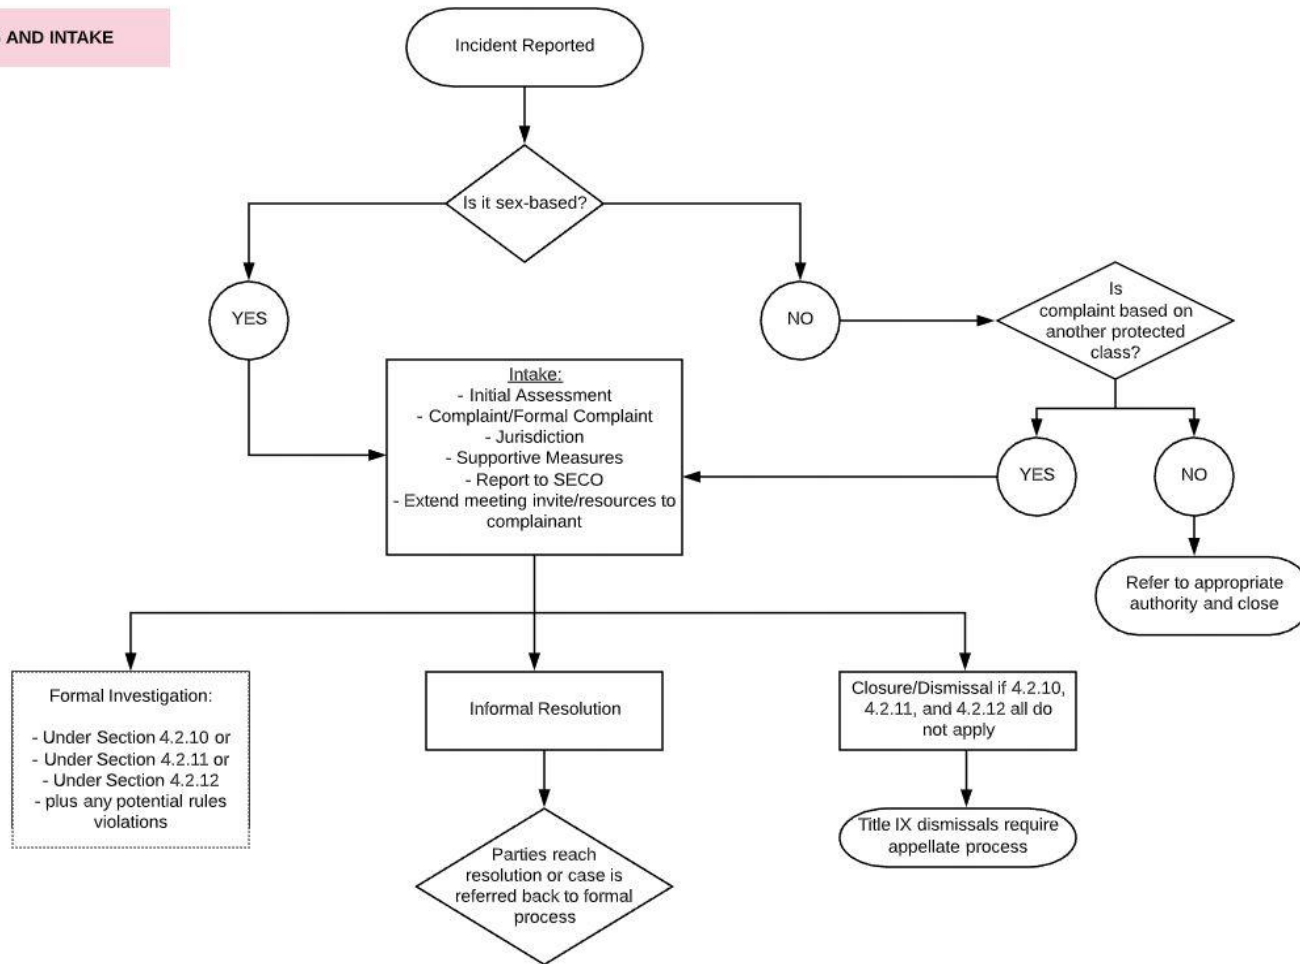 AND INTAKE
Incident Reported
Is it sex-based?
YES
NO
Is
complaint based on
another protected
class?
Intake:
- Initial Assessment
- Complaint/Formal Complaint
- Jurisdiction
- Supportive Measures
- Report to SECO
- Extend meeting invite/resources to
complainant
YES
NO
Refer to appropriate
authority and close
Formal Investigation:
- Under Section 4.2.10 or
- Under Section 4.2.11 or
- Under Section 4.2.12
- plus any potential rules
violations
Informal Resolution
Closure/Dismissal if 4.2.10,
4.2.11, and 4.2.12 all do
not apply
Parties reach
resolution or case is
referred back to formal
process
Title IX dismissals require
appellate process